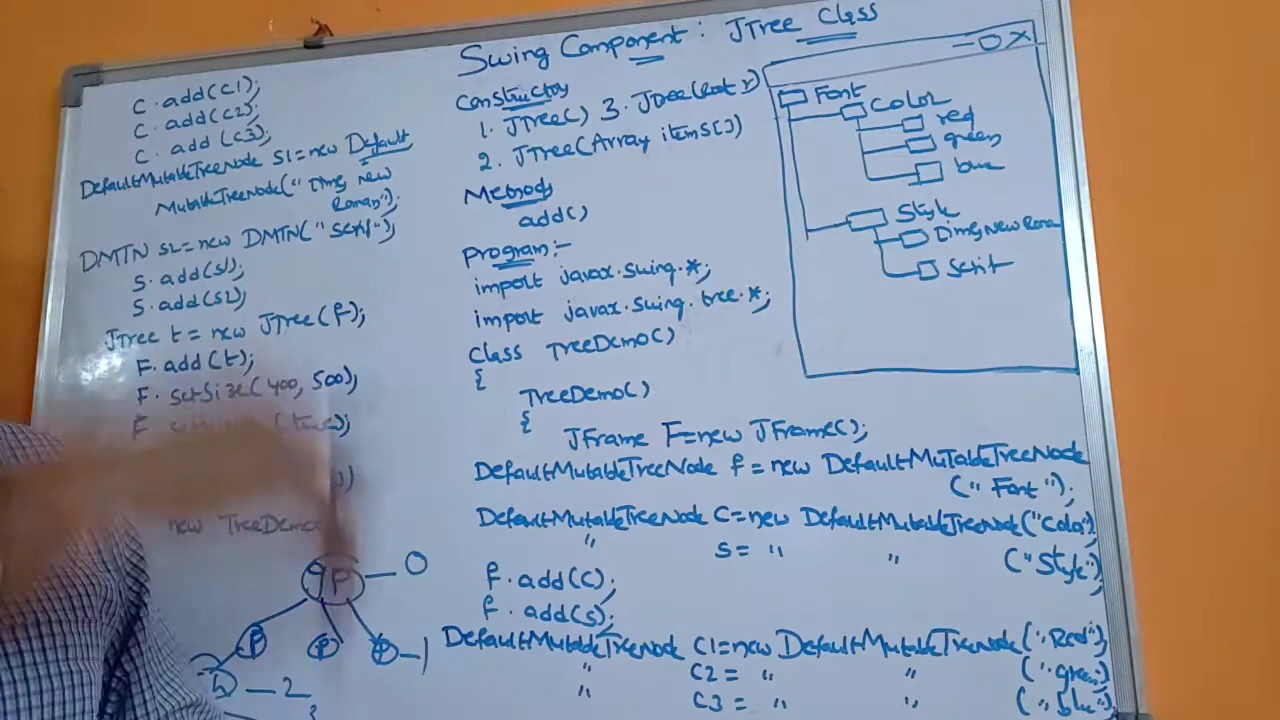 Swing Component: JTree Class
Constructors
1. JTree() 3. JTree(Root r)
2. JTree(Array items[])
Methods
add()
Program:-
import javax.swing.*;
import javax.swing.tree.*;
Class TreeDemo()
{
TreeDemo()
{
JFrame F=new JFrame();
DefaultMutableTreeNode f = new DefaultMuTableTreeNode
("Font");
DefaultMutableTreeNode C=new DefaultMutableTreeNode("Color");
" S= " " ("Style");
f.add(C);
f.add(S);
DefaultMutableTreeNode C1=new DefaultMutableTreeNode("Red");
" C2= " " ("green");
" C3= " " ("blue");
C.add(C1);
C.add(C2);
C.add(C3);
DefaultMutableTreeNode S1=new Default
MutableTreeNode("Times new
Roman");
DMTN S2=new DMTN("Serif");
S.add(S1);
S.add(S2);
JTree t = new JTree(f);
F.add(t);
F.setSize(400, 500);
F (true);
new TreeDemo
P — 0
P P P — 1
— 2
3
- O X
Font
Color
red
green
blue
Style
Times New Roma
Serif